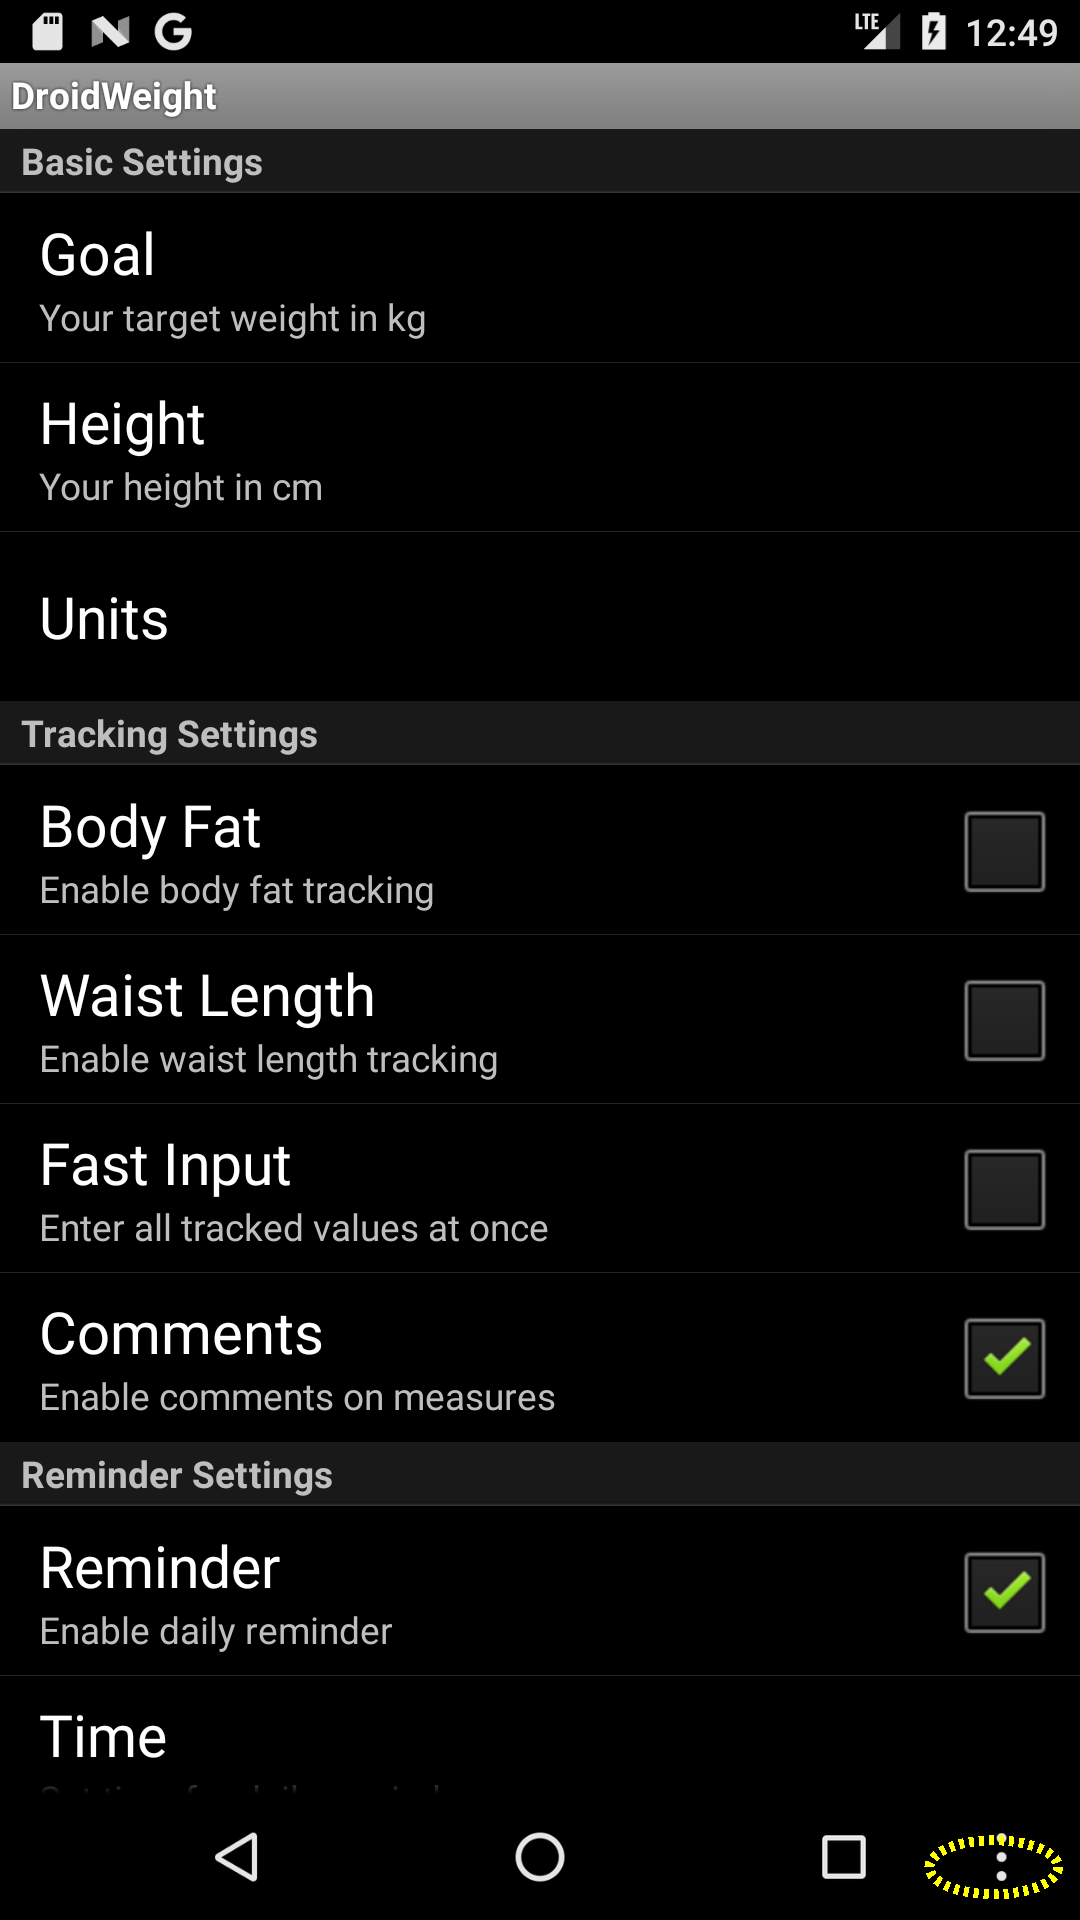 LTE 12:49
DroidWeight
Basic Settings
Goal
Your target weight in kg
Height
Your height in cm
Units
Tracking Settings
Body Fat
Enable body fat tracking
Waist Length
Enable waist length tracking
Fast Input
Enter all tracked values at once
Comments
Enable comments on measures
Reminder Settings
Reminder
Enable daily reminder
Time